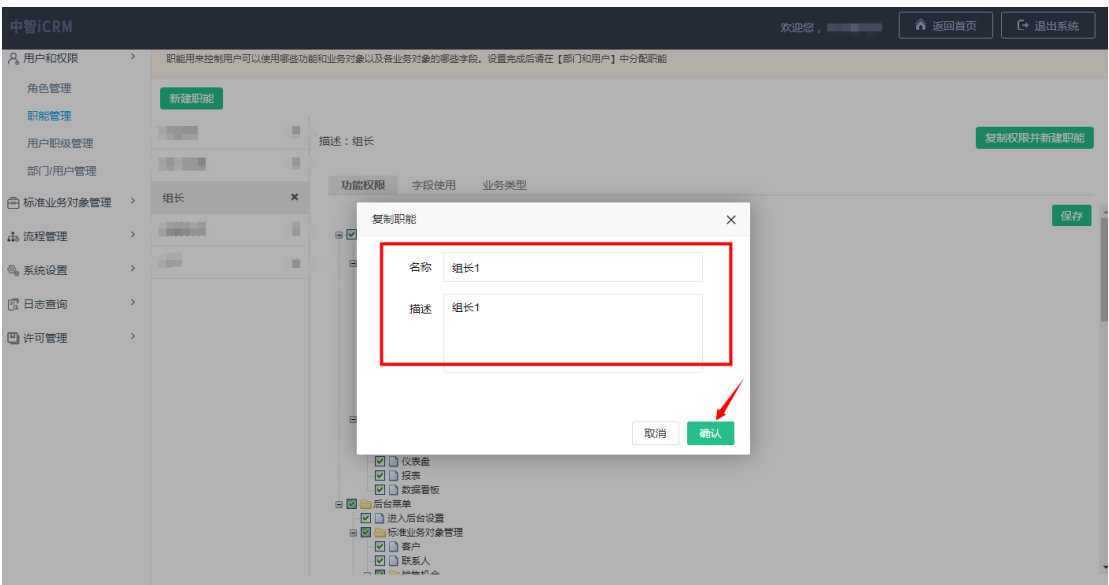 中智iCRM
欢迎您，
返回首页
退出系统
用户和权限
职能用来控制用户可以使用哪些功能和业务对象以及各业务对象的哪些字段。设置完成后请在【部门和用户】中分配职能
角色管理
职能管理
用户职级管理
部门/用户管理
标准业务对象管理
流程管理
系统设置
日志查询
许可管理
新建职能
组长
描述：组长
复制权限并新建职能
功能权限 字段使用 业务类型
保存
复制职能
名称 组长1
描述 组长1
取消 确认
仪表盘
报表
数据看板
后台菜单
进入后台设置
标准业务对象管理
客户
联系人